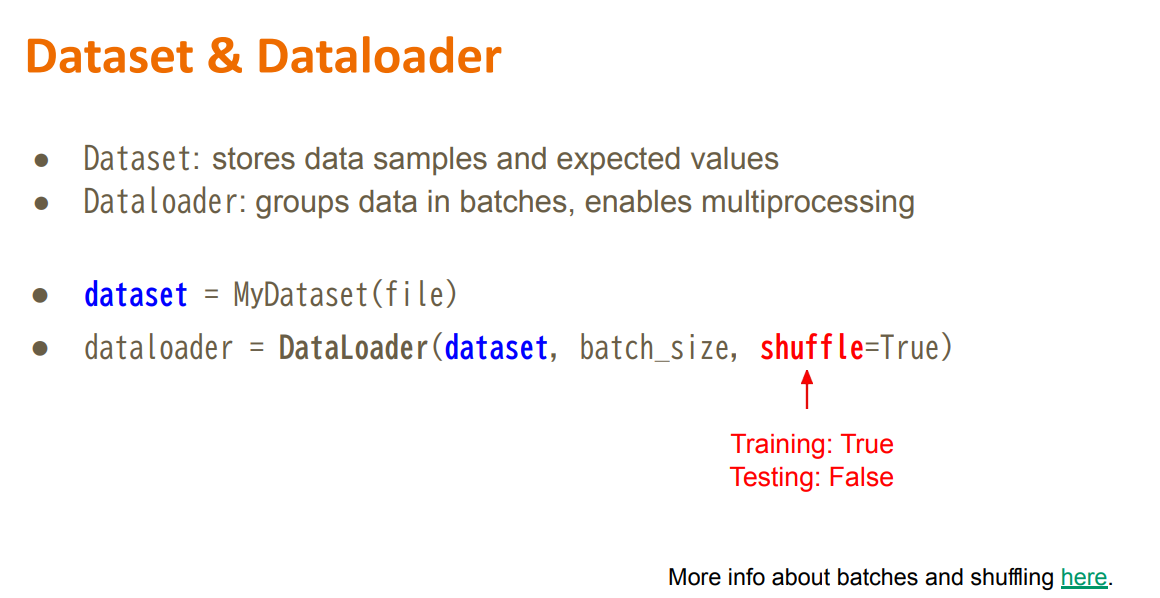 Dataset & Dataloader
● Dataset: stores data samples and expected values
● Dataloader: groups data in batches, enables multiprocessing
● dataset = MyDataset(file)
● dataloader = DataLoader(dataset, batch_size, shuffle=True)
Training: True
Testing: False
More info about batches and shuffling here.